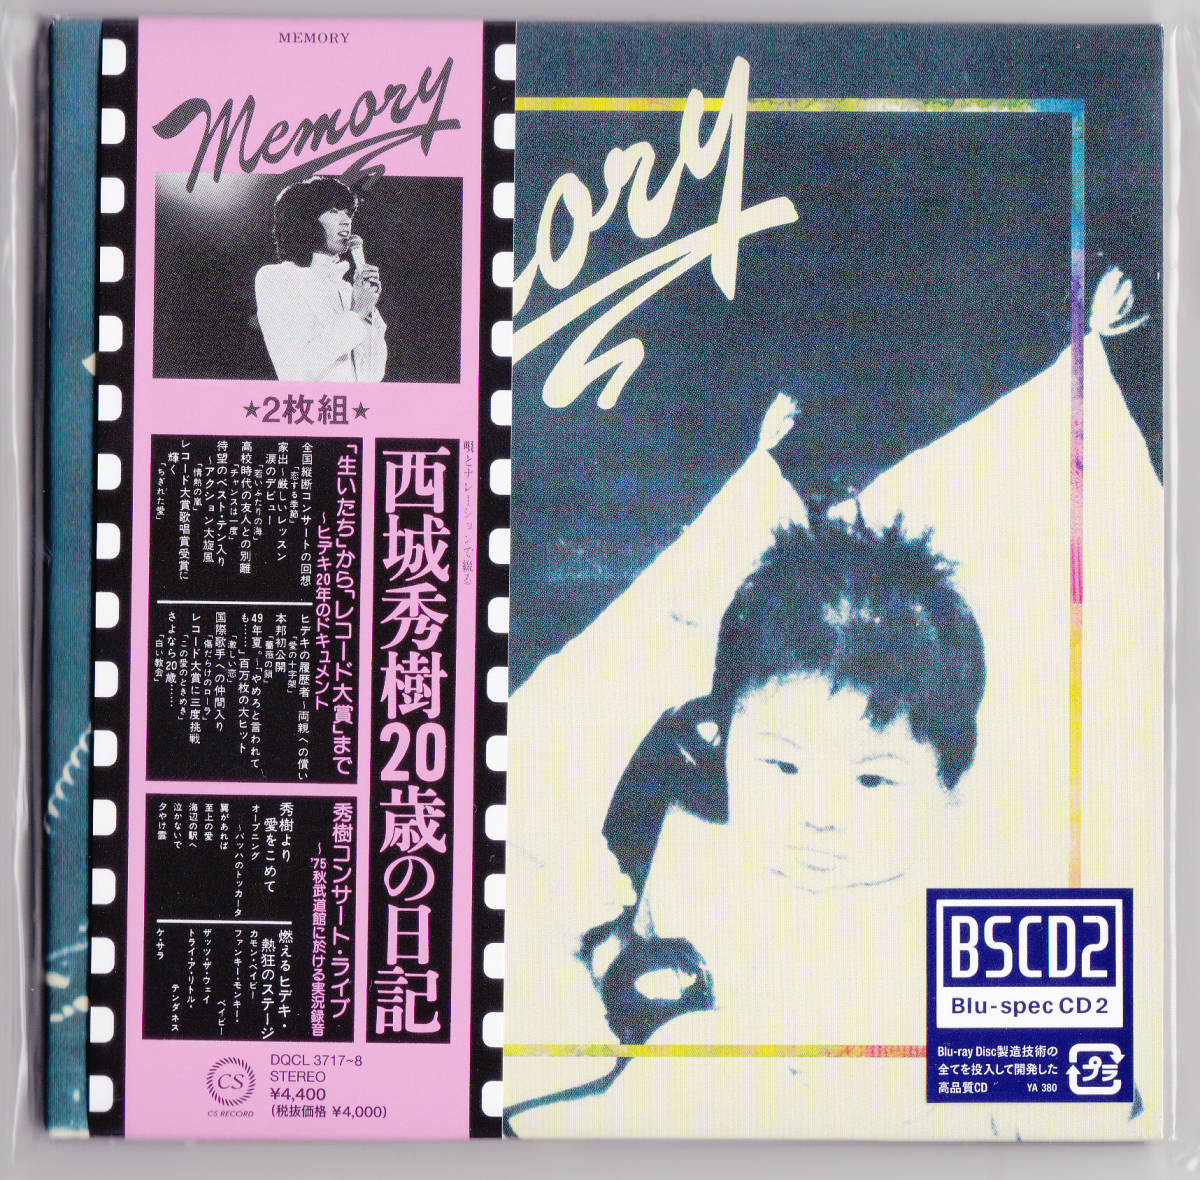 MEMORY
Memory
ory
★2枚組★
唄とナレーションで綴る
西城秀樹20歳の日記
「生いたち」から「レコード大賞」まで
〜ヒデキ20年のドキュメント
全国縦断コンサートの回想
「恋する季節」
家出〜厳しいレッスン
涙のデビュー
「若いふたりの海」
高校時代の友人との別離
「チャンスは一度」
待望のベスト・テン入り
〜アクション大旋風
「情熱の嵐」
レコード大賞歌唱賞受賞に
輝く
「ちぎれた愛」
ヒデキの履歴者〜両親への償い
「愛の十字架」
本邦初公開
「薔薇の鎖」
49年夏。〜「やめろと言われて
も……」百万枚の大ヒット
「激しい恋」
国際歌手への仲間入り
「傷だらけのローラ」
レコード大賞に三度挑戦
「この愛のときめき」
さよなら20歳……
「白い教会」
秀樹コンサート・ライブ
〜'75秋武道館に於ける実況録音
秀樹より
愛をこめて
オープニング
〜バッハのトッカータ
翼があれば
至上の愛
海辺の駅へ
泣かないで
夕やけ雲
燃えるヒデキ・
熱狂のステージ
カモン・ベイビー
ファンキー・モンキー・
ベイビー
ザッツ・ザ・ウェイ
トライ・ア・リトル・
テンダネス
ケ・サラ
CS
CS RECORD
DQCL 3717~8
STEREO
¥4,400
(税抜価格 ¥4,000)
BSCD2
Blu-spec CD 2
Blu-ray Disc製造技術の
全てを投入して開発した
高品質CD YA 380
プラ